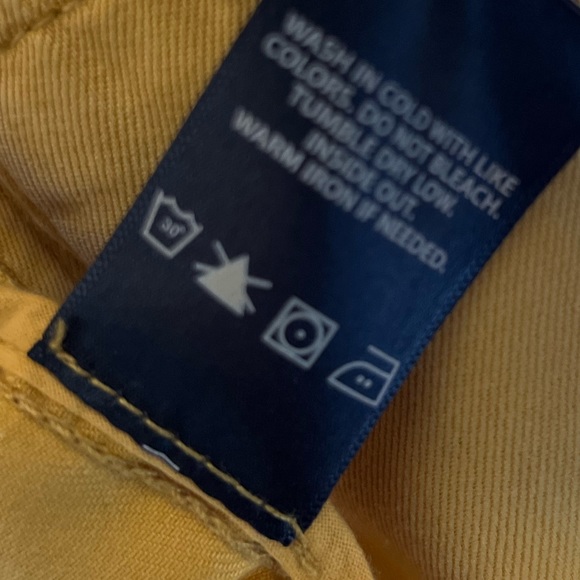 WASH IN COLD WITH LIKE
COLORS. DO NOT BLEACH.
TUMBLE DRY LOW.
INSIDE OUT.
WARM IRON IF NEEDED.
30°